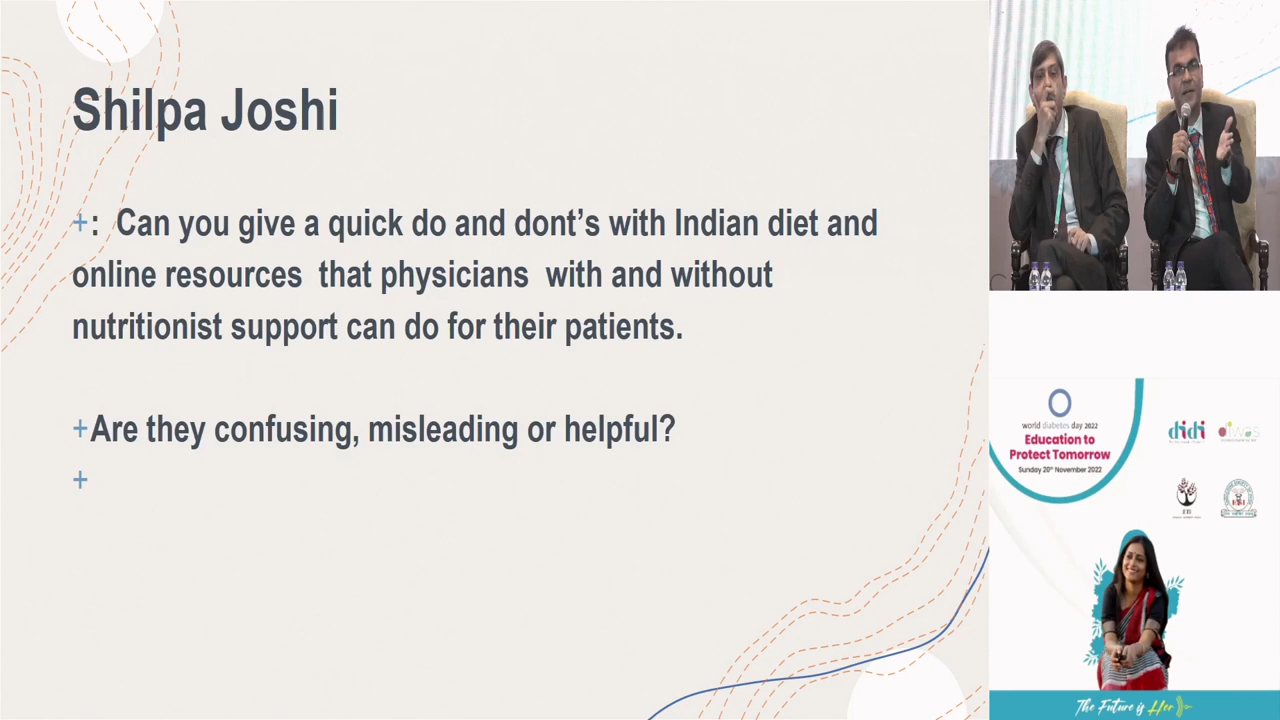 Shilpa Joshi
+: Can you give a quick do and dont’s with Indian diet and
online resources that physicians with and without
nutritionist support can do for their patients.
+Are they confusing, misleading or helpful?
+
world diabetes day 2022
Education to
Protect Tomorrow
Sunday 20th November 2022
didi
The Future is Her